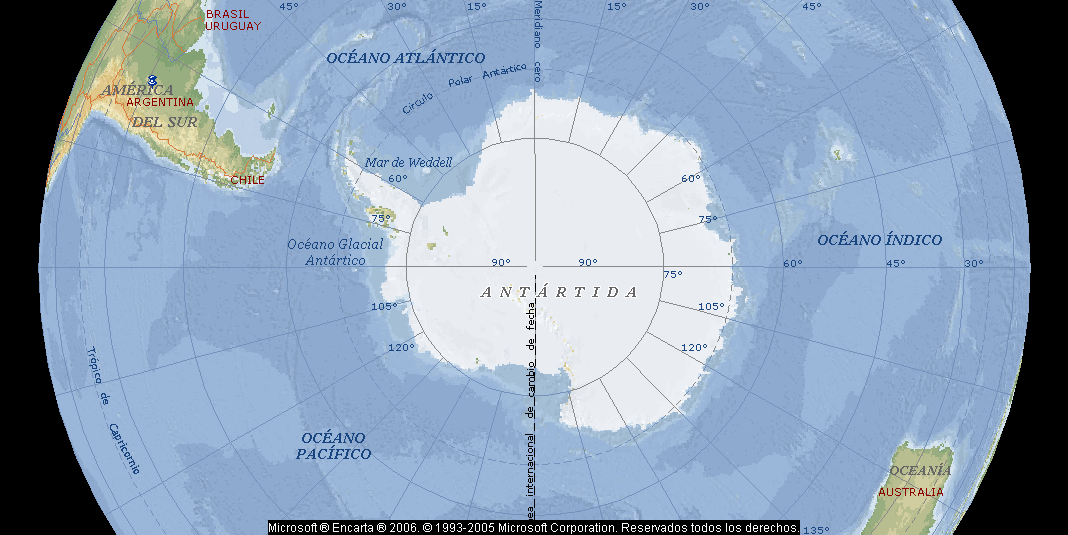 BRASIL
URUGUAY
45°
15°
Meridiano cero
15°
45°
OCÉANO ATLÁNTICO
Círculo Polar Antártico
AMÉRICA
ARGENTINA
DEL SUR
Mar de Weddell
CHILE
60°
60°
75°
75°
Océano Glacial
Antártico
OCÉANO ÍNDICO
90°
90°
75°
60°
45°
30°
ANTÁRTIDA
105°
105°
120°
120°
Trópico de Capricornio
nea internacional de cambio de fecha
OCÉANO
PACÍFICO
OCEANÍA
AUSTRALIA
135°
Microsoft ® Encarta ® 2006. © 1993-2005 Microsoft Corporation. Reservados todos los derechos.